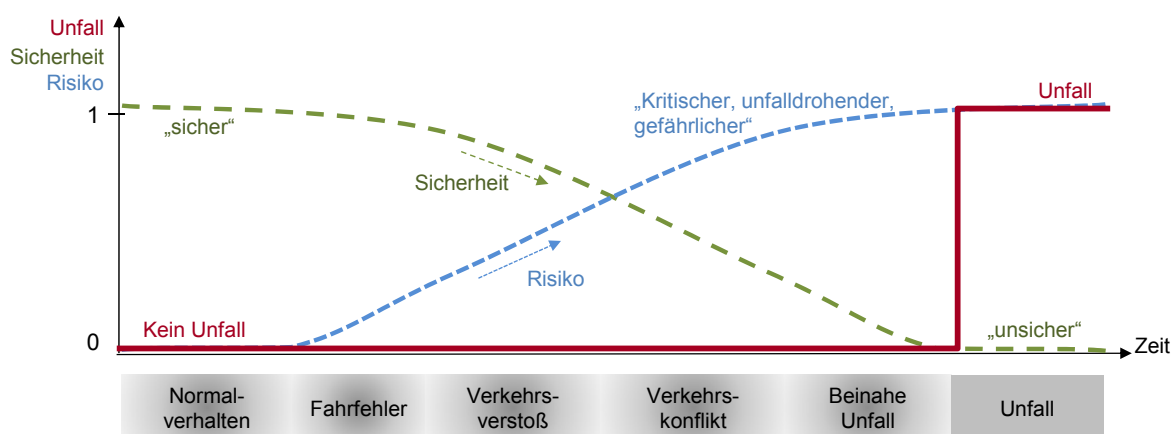 Unfall
Sicherheit
Risiko
1
„sicher“
Sicherheit
„Kritischer, unfalldrohender,
gefährlicher“
Unfall
Risiko
Kein Unfall
0
„unsicher“
Zeit
Normal-
verhalten
Fahrfehler
Verkehrs-
verstoß
Verkehrs-
konflikt
Beinahe
Unfall
Unfall